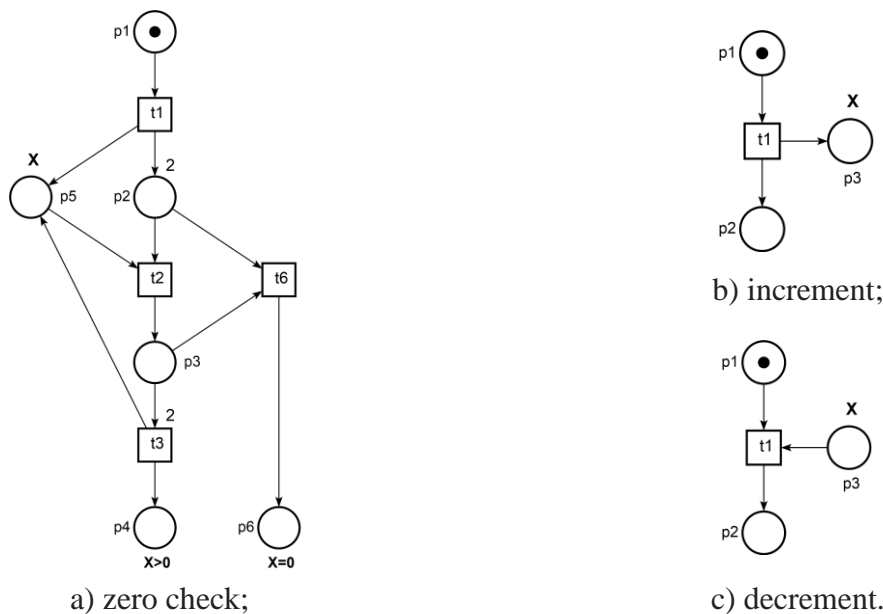 p1
t1
X
2
p5
p2
t2
t6
p3
2
t3
p4
p6
X>0
X=0
a) zero check;
p1
X
t1
p3
p2
b) increment;
p1
X
t1
p3
p2
c) decrement.